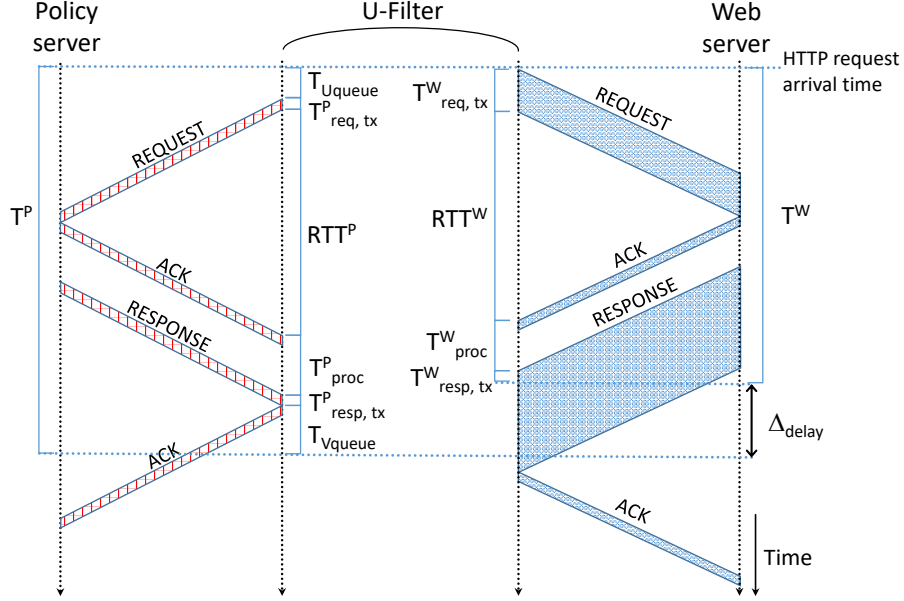 Policy
server
U-Filter
Web
server
HTTP request
arrival time
T_Uqueue
T^P_req, tx
T^W_req, tx
REQUEST
REQUEST
T^P
RTT^P
RTT^W
T^W
ACK
ACK
RESPONSE
RESPONSE
T^P_proc
T^W_proc
T^P_resp, tx
T^W_resp, tx
T_Vqueue
Δ_delay
ACK
ACK
Time